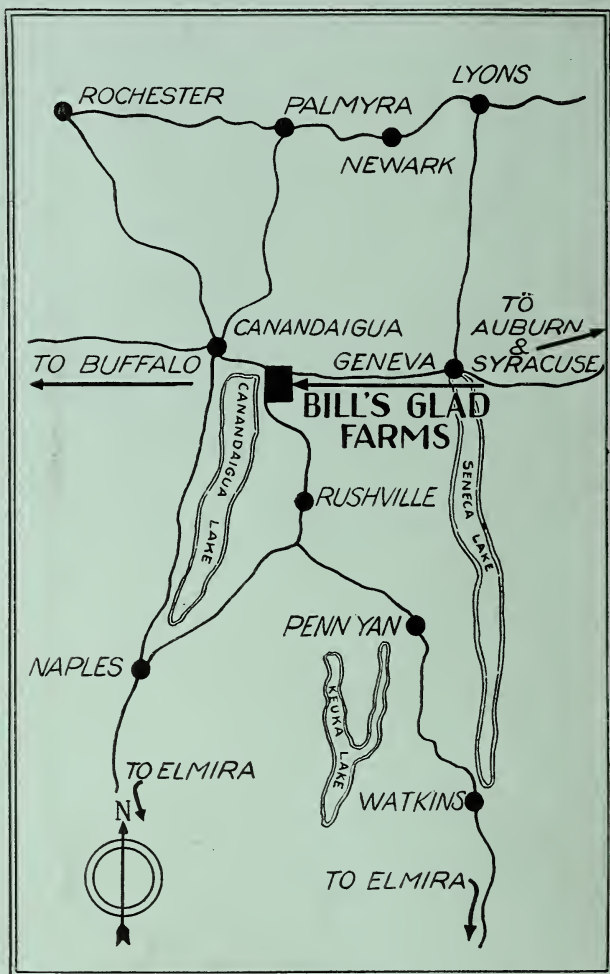 LYONS
ROCHESTER
PALMYRA
NEWARK
TO
AUBURN
&
SYRACUSE
CANANDAIGUA
TO BUFFALO
GENEVA
BILL'S GLAD
FARMS
CANANDAIGUA LAKE
SENECA LAKE
RUSHVILLE
PENN YAN
NAPLES
KEUKA LAKE
TO ELMIRA
N
WATKINS
TO ELMIRA